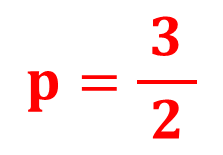 p = 3/2